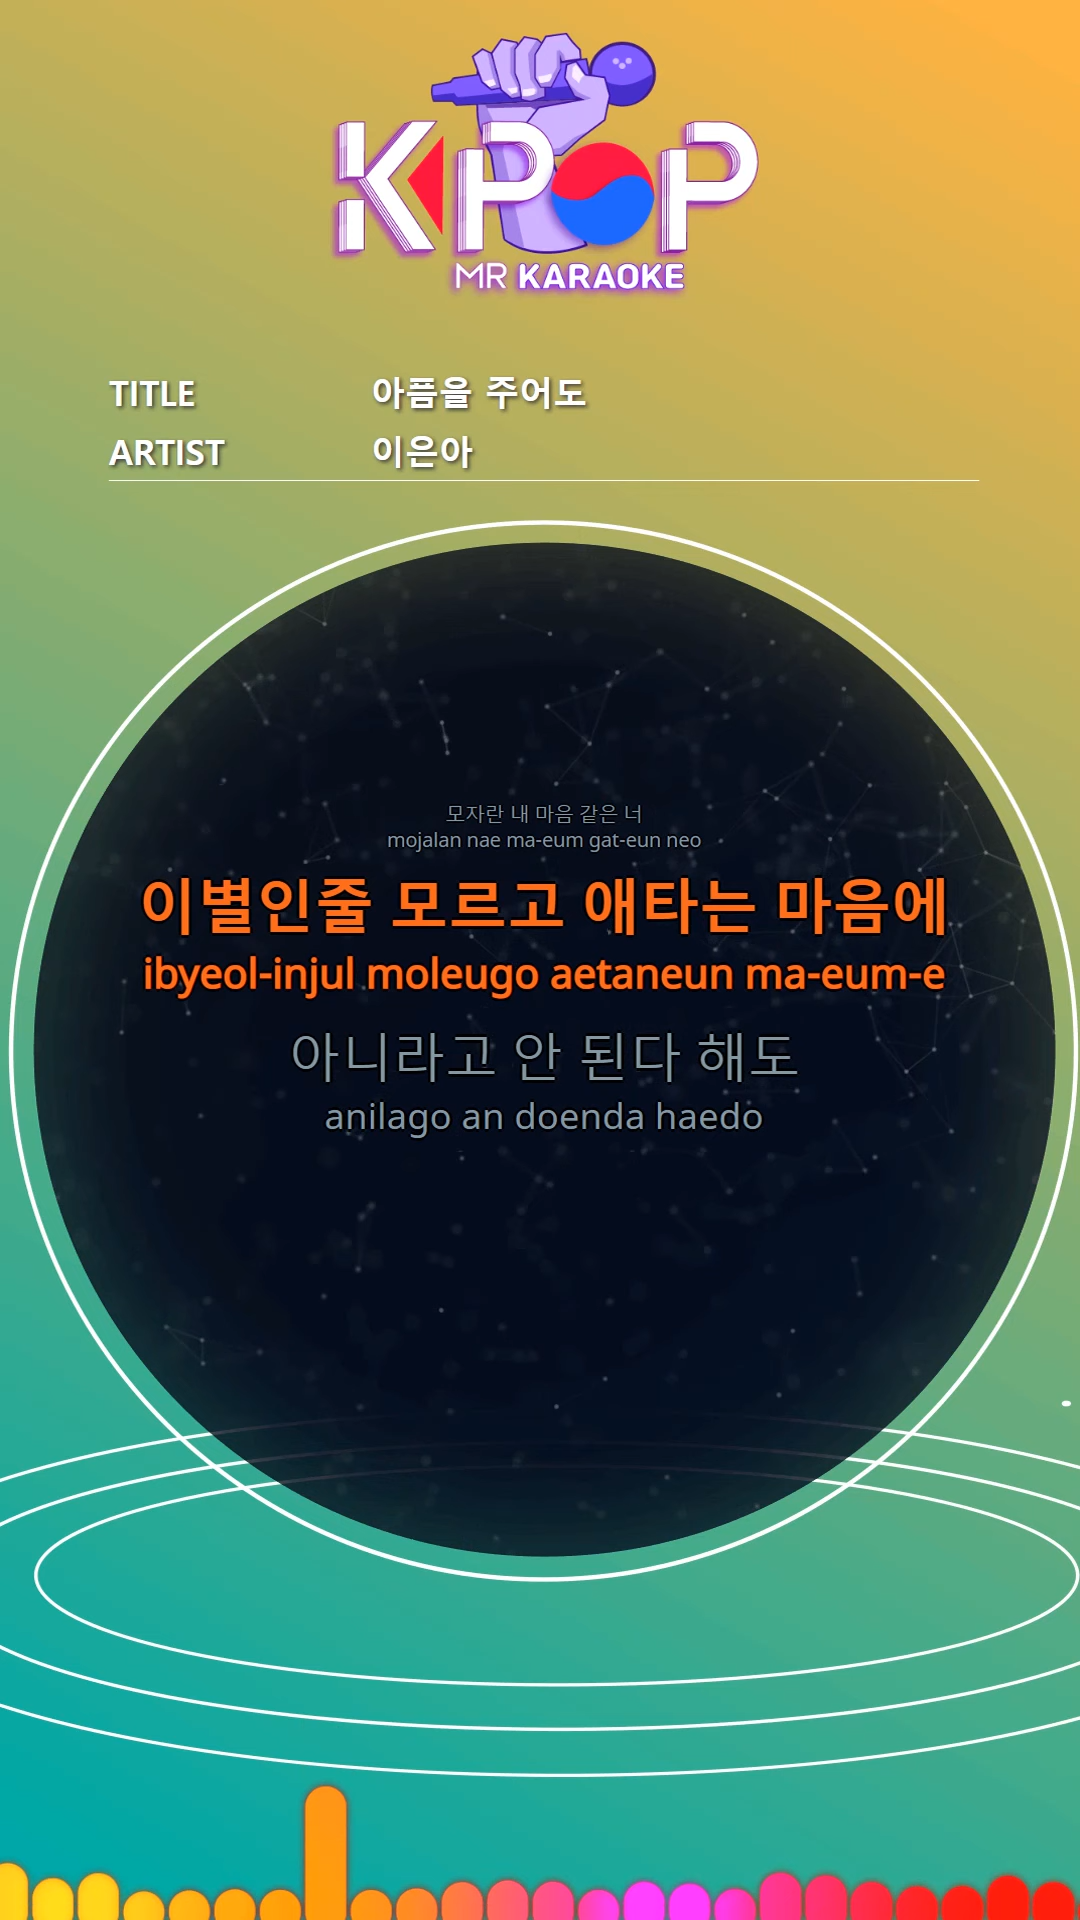 KPOP
MR KARAOKE
TITLE 아픔을 주어도
ARTIST 이은아
모자란 내 마음 같은 너
mojalan nae ma-eum gat-eun neo
이별인줄 모르고 애타는 마음에
ibyeol-injul moleugo aetaneun ma-eum-e
아니라고 안 된다 해도
anilago an doenda haedo